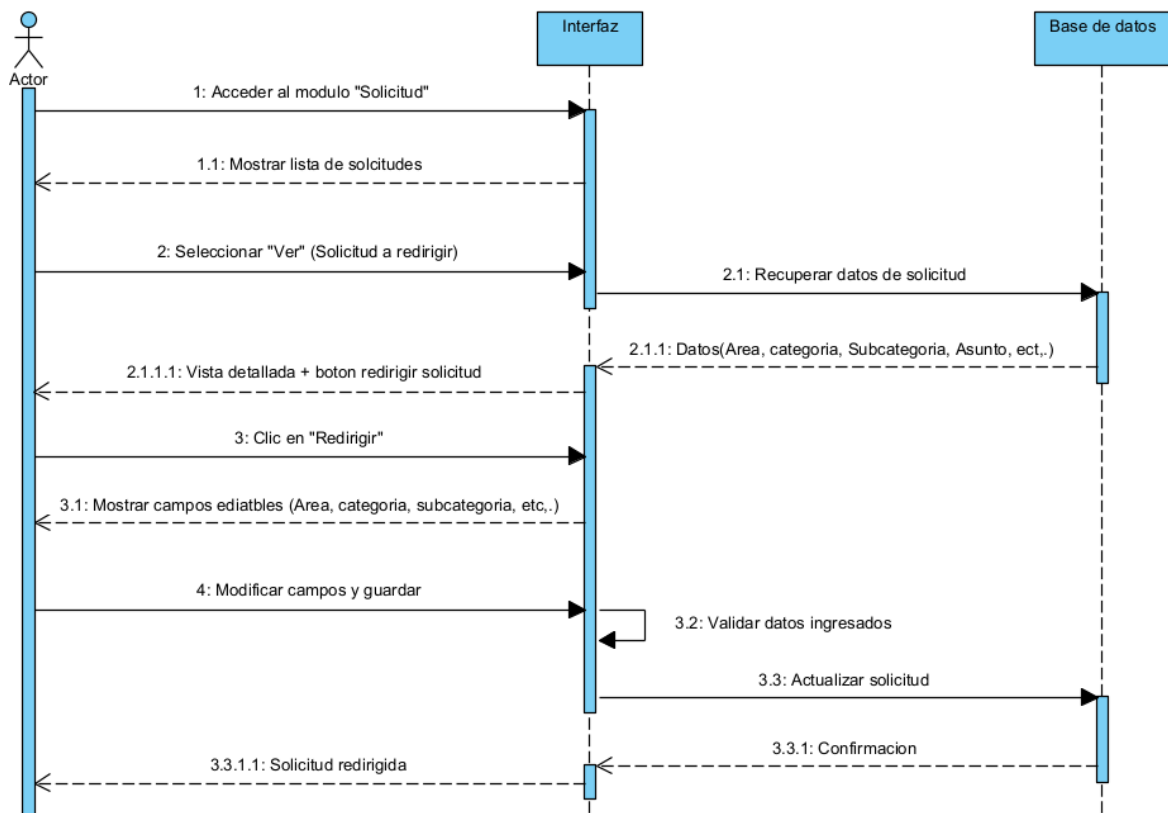 Interfaz
Base de datos
Actor
1: Acceder al modulo "Solicitud"
1.1: Mostrar lista de solcitudes
2: Seleccionar "Ver" (Solicitud a redirigir)
2.1: Recuperar datos de solicitud
2.1.1: Datos(Area, categoria, Subcategoria, Asunto, ect,.)
2.1.1.1: Vista detallada + boton redirigir solicitud
3: Clic en "Redirigir"
3.1: Mostrar campos ediatbles (Area, categoria, subcategoria, etc,.)
4: Modificar campos y guardar
3.2: Validar datos ingresados
3.3: Actualizar solicitud
3.3.1: Confirmacion
3.3.1.1: Solicitud redirigida